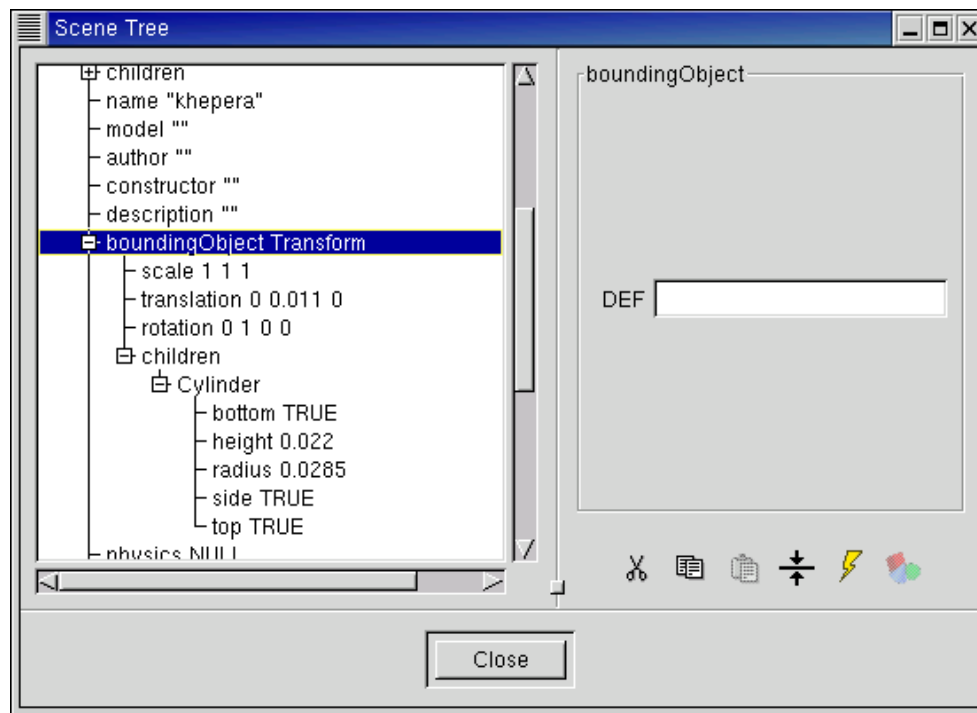 Scene Tree
children
name "khepera"
model ""
author ""
constructor ""
description ""
boundingObject Transform
scale 1 1 1
translation 0 0.011 0
rotation 0 1 0 0
children
Cylinder
bottom TRUE
height 0.022
radius 0.0285
side TRUE
top TRUE
physics NULL
boundingObject
DEF
Close